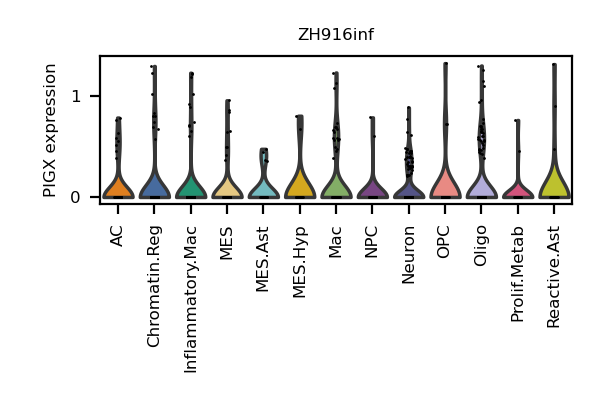 ZH916inf
PIGX expression
1
0
AC
Chromatin.Reg
Inflammatory.Mac
MES
MES.Ast
MES.Hyp
Mac
NPC
Neuron
OPC
Oligo
Prolif.Metab
Reactive.Ast